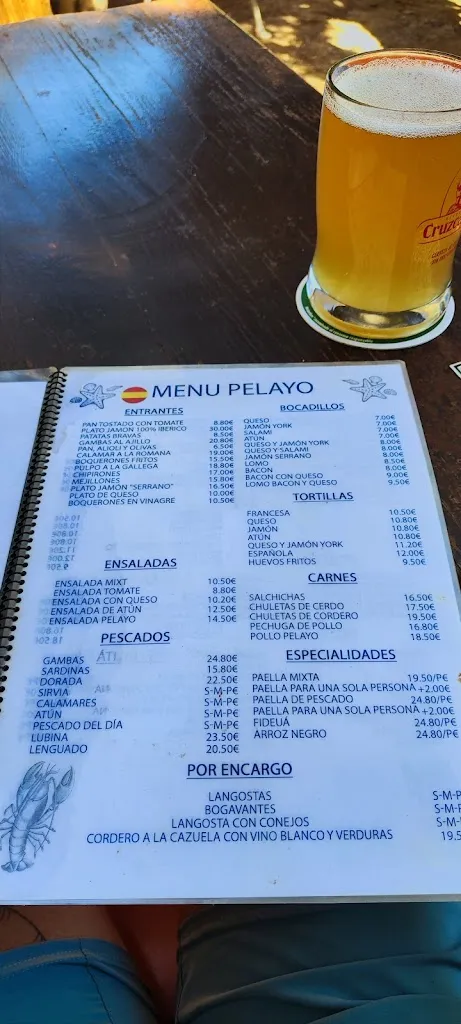 MENU PELAYO
ENTRANTES
PAN TOSTADO CON TOMATE 8.80€
PLATO JAMON 100% IBERICO 30.00€
PATATAS BRAVAS 8.50€
GAMBAS AL AJILLO 20.80€
PAN, ALIOLI Y OLIVAS 6.50€
CALAMAR A LA ROMANA 19.00€
BOQUERONES FRITOS 15.50€
PULPO A LA GALLEGA 18.80€
CHIPIRONES 17.00€
MEJILLONES 15.80€
PLATO JAMÓN "SERRANO" 16.50€
PLATO DE QUESO 10.00€
BOQUERONES EN VINAGRE 10.50€
ENSALADAS
ENSALADA MIXT 10.50€
ENSALADA TOMATE 8.80€
ENSALADA CON QUESO 10.20€
ENSALADA DE ATÚN 12.50€
ENSALADA PELAYO 14.50€
PESCADOS
GAMBAS 24.80€
SARDINAS 15.80€
DORADA 22.50€
SIRVIA S-M-P€
CALAMARES S-M-P€
ATÚN S-M-P€
PESCADO DEL DÍA S-M-P€
LUBINA 23.50€
LENGUADO 20.50€
BOCADILLOS
QUESO 7.00€
JAMÓN YORK 7.00€
SALAMI 7.00€
ATÚN 7.00€
QUESO Y JAMÓN YORK 8.00€
QUESO Y SALAMI 8.00€
JAMÓN SERRANO 8.00€
LOMO 8.50€
BACON 8.00€
BACON CON QUESO 9.00€
LOMO BACON Y QUESO 9.50€
TORTILLAS
FRANCESA 10.50€
QUESO 10.80€
JAMÓN 10.80€
ATÚN 10.80€
QUESO Y JAMÓN YORK 11.20€
ESPAÑOLA 12.00€
HUEVOS FRITOS 9.50€
CARNES
SALCHICHAS 16.50€
CHULETAS DE CERDO 17.50€
CHULETAS DE CORDERO 19.50€
PECHUGA DE POLLO 16.80€
POLLO PELAYO 18.50€
ESPECIALIDADES
PAELLA MIXTA 19.50/P€
PAELLA PARA UNA SOLA PERSONA +2.00€
PAELLA DE PESCADO 24.80/P€
PAELLA PARA UNA SOLA PERSONA +2.00€
FIDEUÁ 24.80/P€
ARROZ NEGRO 24.80/P€
POR ENCARGO
LANGOSTAS S-M-P
BOGAVANTES S-M-P
LANGOSTA CON CONEJOS S-M-
CORDERO A LA CAZUELA CON VINO BLANCO Y VERDURAS 19.5